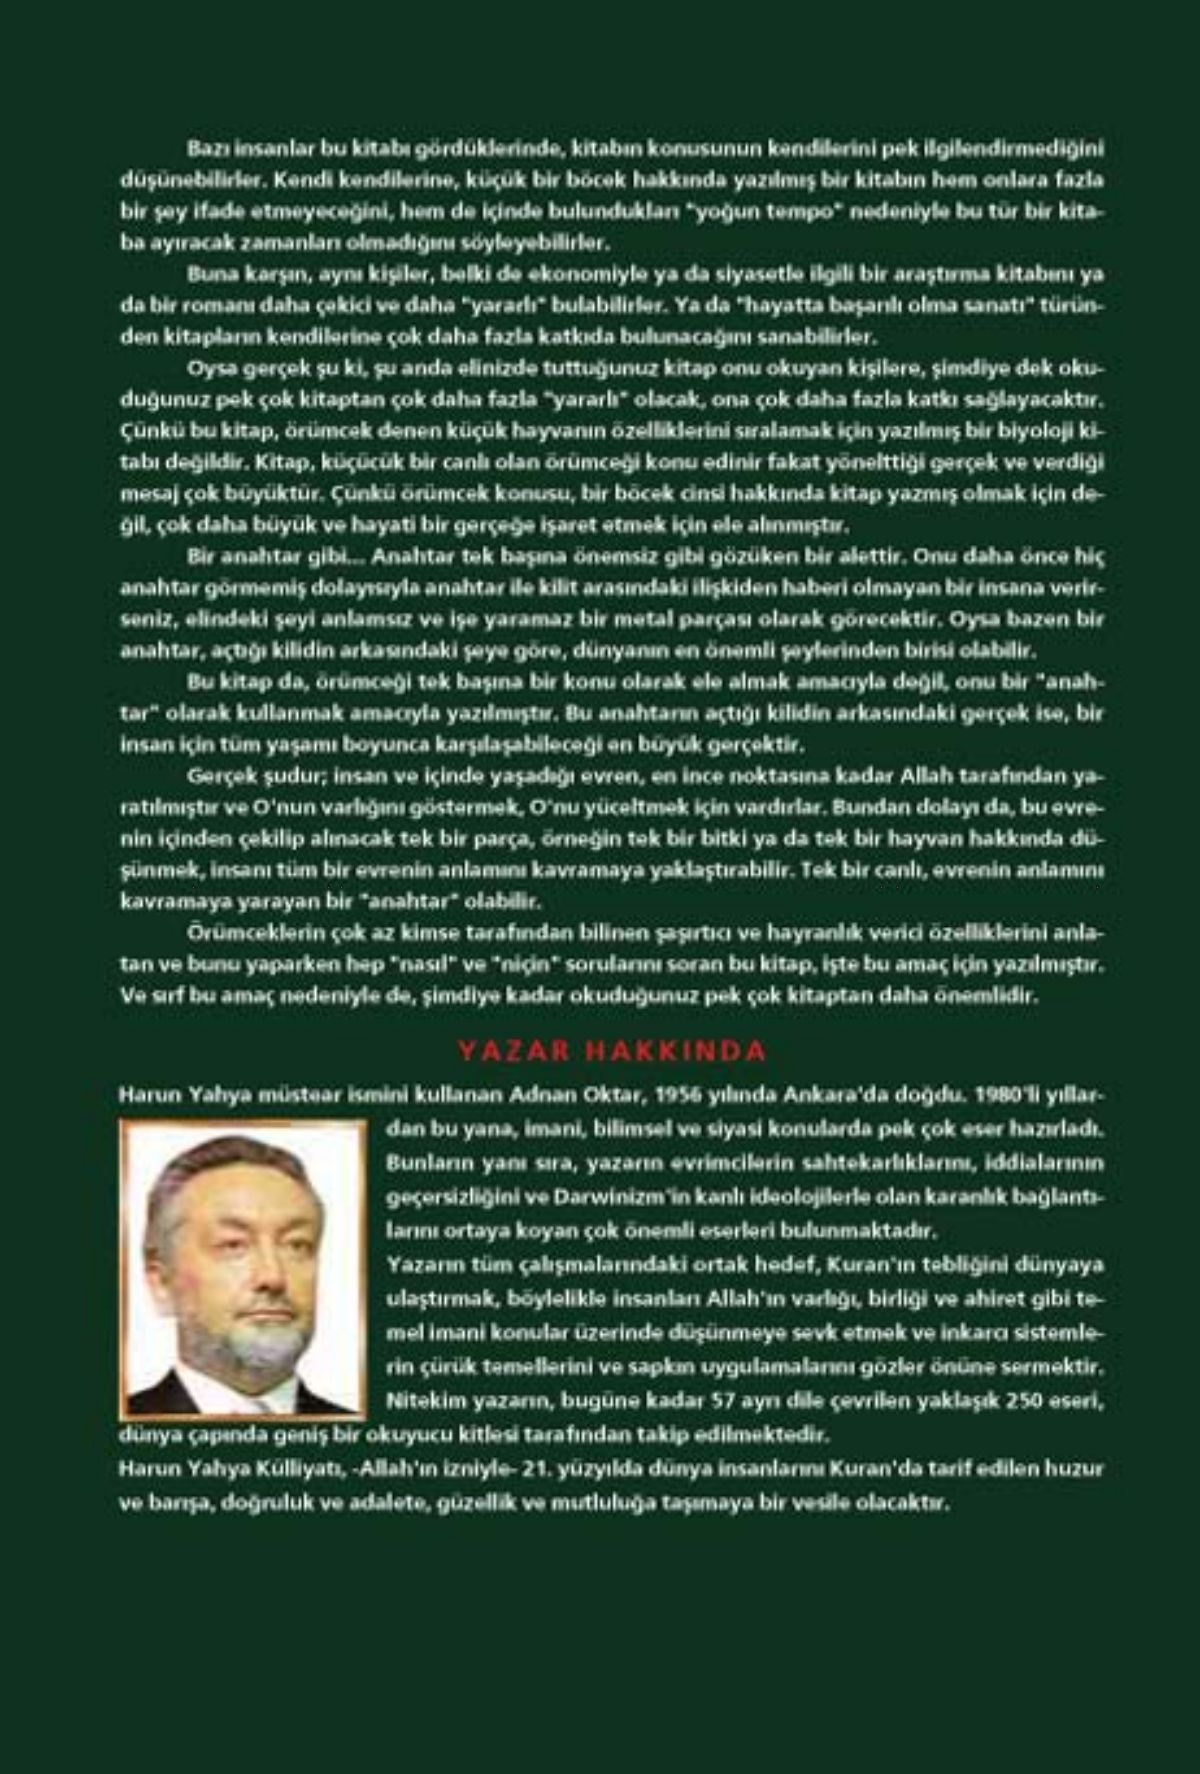 Bazı insanlar bu kitabı gördüklerinde, kitabın konusunun kendilerini pek ilgilendirmediğini
düşünebilirler. Kendi kendilerine, küçük bir böcek hakkında yazılmış bir kitabın hem onlara fazla
bir şey ifade etmeyeceğini, hem de içinde bulundukları "yoğun tempo" nedeniyle bu tür bir kita-
ba ayıracak zamanları olmadığını söyleyebilirler.
Buna karşın, aynı kişiler, belki de ekonomiyle ya da siyasetle ilgili bir araştırma kitabını ya
da bir romanı daha çekici ve daha "yararlı" bulabilirler. Ya da "hayatta başarılı olma sanatı" türün-
den kitapların kendilerine çok daha fazla katkıda bulunacağını sanabilirler.
Oysa gerçek şu ki, şu anda elinizde tuttuğunuz kitap onu okuyan kişilere, şimdiye dek oku-
duğunuz pek çok kitaptan çok daha fazla "yararlı" olacak, ona çok daha fazla katkı sağlayacaktır.
Çünkü bu kitap, örümcek denen küçük hayvanın özelliklerini sıralamak için yazılmış bir biyoloji ki-
tabı değildir. Kitap, küçücük bir canlı olan örümceği konu edinir fakat yönelttiği gerçek ve verdiği
mesaj çok büyüktür. Çünkü örümcek konusu, bir böcek cinsi hakkında kitap yazmış olmak için de-
ğil, çok daha büyük ve hayati bir gerçeğe işaret etmek için ele alınmıştır.
Bir anahtar gibi... Anahtar tek başına önemsiz gibi gözüken bir alettir. Onu daha önce hiç
anahtar görmemiş dolayısıyla anahtar ile kilit arasındaki ilişkiden haberi olmayan bir insana verir-
seniz, elindeki şeyi anlamsız ve işe yaramaz bir metal parçası olarak görecektir. Oysa bazen bir
anahtar, açtığı kilidin arkasındaki şeye göre, dünyanın en önemli şeylerinden birisi olabilir.
Bu kitap da, örümceği tek başına bir konu olarak ele almak amacıyla değil, onu bir "anah-
tar" olarak kullanmak amacıyla yazılmıştır. Bu anahtarın açtığı kilidin arkasındaki gerçek ise, bir
insan için tüm yaşamı boyunca karşılaşabileceği en büyük gerçektir.
Gerçek şudur; insan ve içinde yaşadığı evren, en ince noktasına kadar Allah tarafından ya-
ratılmıştır ve O'nun varlığını göstermek, O'nu yüceltmek için vardırlar. Bundan dolayı da, bu evre-
nin içinden çekilip alınacak tek bir parça, örneğin tek bir bitki ya da tek bir hayvan hakkında dü-
şünmek, insanı tüm bir evrenin anlamını kavramaya yaklaştırabilir. Tek bir canlı, evrenin anlamını
kavramaya yarayan bir "anahtar" olabilir.
Örümceklerin çok az kimse tarafından bilinen şaşırtıcı ve hayranlık verici özelliklerini anla-
tan ve bunu yaparken hep "nasıl" ve "niçin" sorularını soran bu kitap, işte bu amaç için yazılmıştır.
Ve sırf bu amaç nedeniyle de, şimdiye kadar okuduğunuz pek çok kitaptan daha önemlidir.
YAZAR HAKKINDA
Harun Yahya müstear ismini kullanan Adnan Oktar, 1956 yılında Ankara'da doğdu. 1980'li yıllar-
dan bu yana, imani, bilimsel ve siyasi konularda pek çok eser hazırladı.
Bunların yanı sıra, yazarın evrimcilerin sahtekarlıklarını, iddialarının
geçersizliğini ve Darwinizm'in kanlı ideolojilerle olan karanlık bağlantı-
larını ortaya koyan çok önemli eserleri bulunmaktadır.
Yazarın tüm çalışmalarındaki ortak hedef, Kuran'ın tebliğini dünyaya
ulaştırmak, böylelikle insanları Allah'ın varlığı, birliği ve ahiret gibi te-
mel imani konular üzerinde düşünmeye sevk etmek ve inkarcı sistemle-
rin çürük temellerini ve sapkın uygulamalarını gözler önüne sermektir.
Nitekim yazarın, bugüne kadar 57 ayrı dile çevrilen yaklaşık 250 eseri,
dünya çapında geniş bir okuyucu kitlesi tarafından takip edilmektedir.
Harun Yahya Külliyatı, -Allah'ın izniyle- 21. yüzyılda dünya insanlarını Kuran'da tarif edilen huzur
ve barışa, doğruluk ve adalete, güzellik ve mutluluğa taşımaya bir vesile olacaktır.